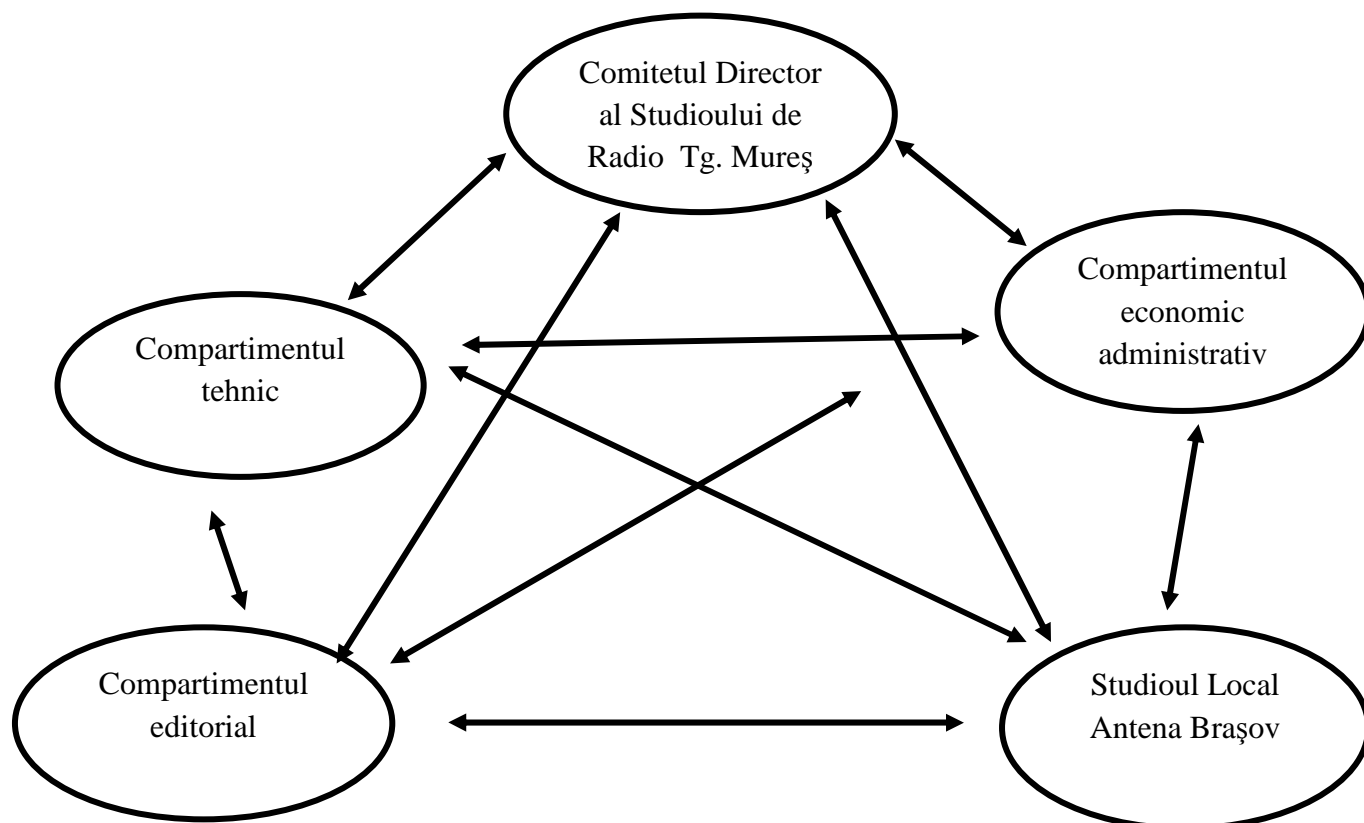 Comitetul Director
al Studioului de
Radio Tg. Mureş
Compartimentul
economic
administrativ
Compartimentul
tehnic
Compartimentul
editorial
Studioul Local
Antena Braşov